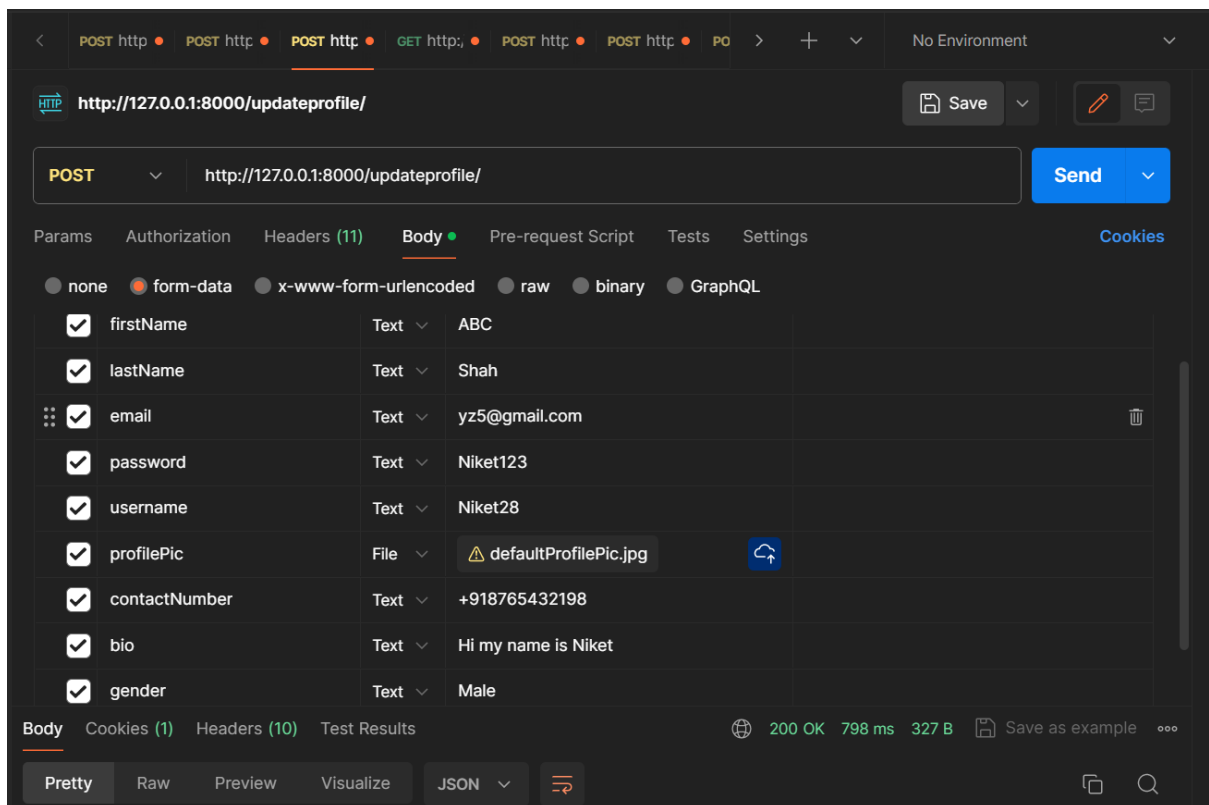 POST http POST http POST http GET http:, POST http POST http PO No Environment
HTTP http://127.0.0.1:8000/updateprofile/ Save
POST http://127.0.0.1:8000/updateprofile/ Send
Params Authorization Headers (11) Body Pre-request Script Tests Settings Cookies
none form-data x-www-form-urlencoded raw binary GraphQL
firstName Text ABC
lastName Text Shah
email Text yz5@gmail.com
password Text Niket123
username Text Niket28
profilePic File defaultProfilePic.jpg
contactNumber Text +918765432198
bio Text Hi my name is Niket
gender Text Male
Body Cookies (1) Headers (10) Test Results 200 OK 798 ms 327 B Save as example
Pretty Raw Preview Visualize JSON